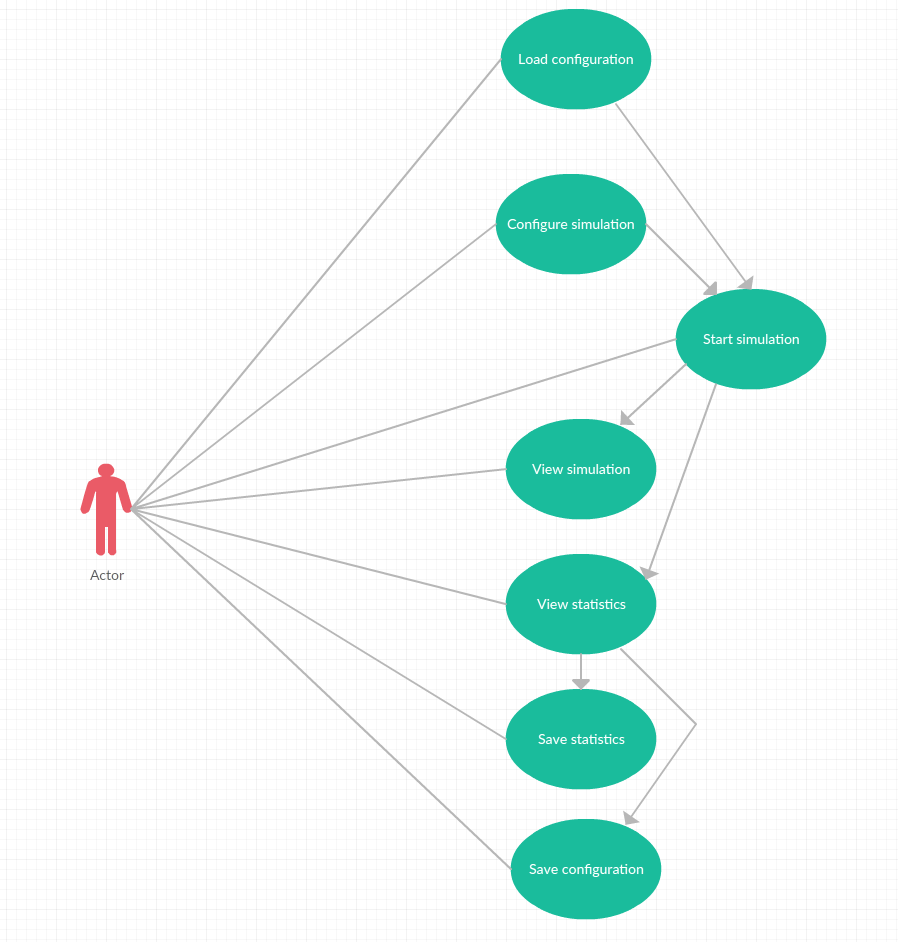 Load configuration
Configure simulation
Start simulation
View simulation
Actor
View statistics
Save statistics
Save configuration